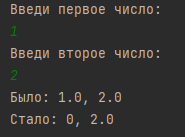 Введи первое число:
1
Введи второе число:
2
Было: 1.0, 2.0
Стало: 0, 2.0